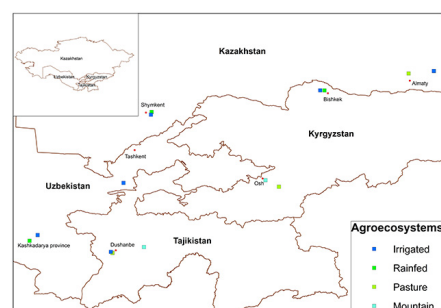 Kazakhstan
Kazakhstan
Uzbekistan
Kyrgyzstan
Tajikistan
Almaty
Bishkek
Shymkent
Kyrgyzstan
Tashkent
Osh
Uzbekistan
Agroecosystems
Kashkadarya province
Dushanbe
Tajikistan
Irrigated
Rainfed
Pasture
Mountain